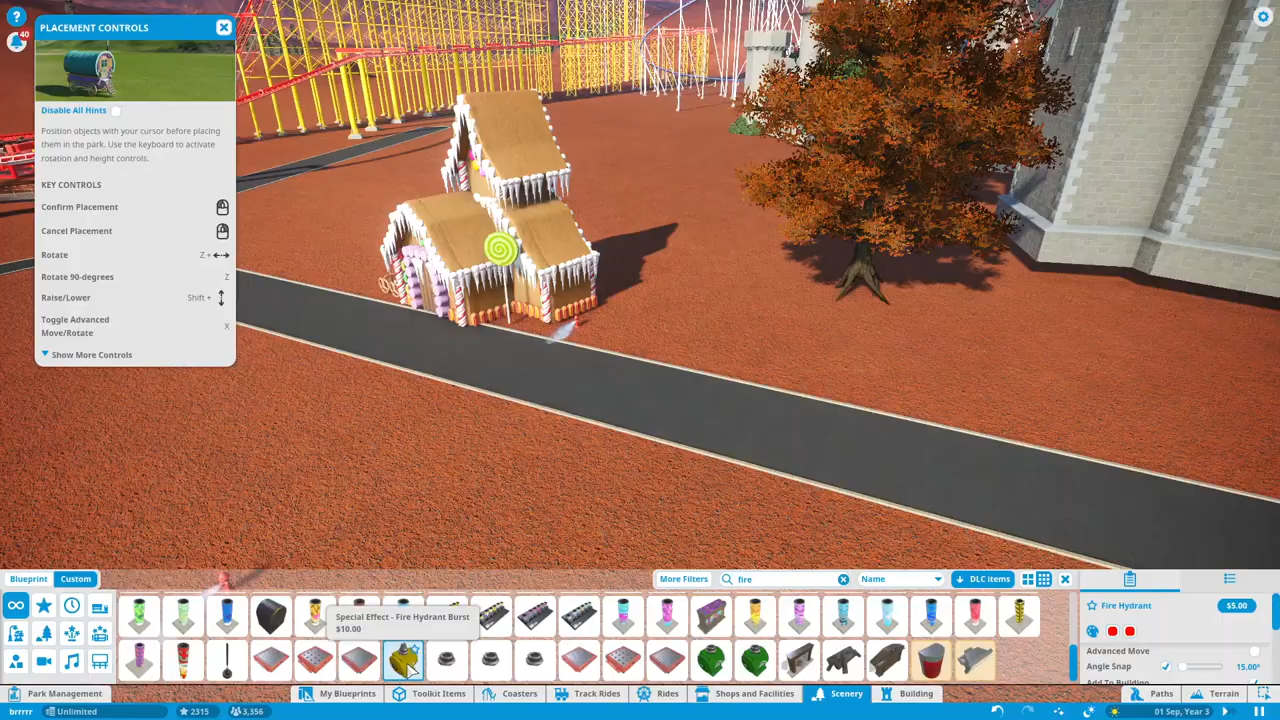 ?
40
PLACEMENT CONTROLS
Disable All Hints
Position objects with your cursor before placing
them in the park. Use the keyboard to activate
rotation and height controls.
KEY CONTROLS
Confirm Placement
Cancel Placement
Rotate Z +
Rotate 90-degrees Z
Raise/Lower Shift +
Toggle Advanced
Move/Rotate X
Show More Controls
Blueprint Custom More Filters fire Name DLC items
Special Effect - Fire Hydrant Burst
$10.00
Fire Hydrant $5.00
Advanced Move
Angle Snap 15.00°
Park Management My Blueprints Toolkit Items Coasters Track Rides Rides Shops and Facilities Scenery Building Paths Terrain
brrrrr Unlimited 2315 3,356 01 Sep, Year 3